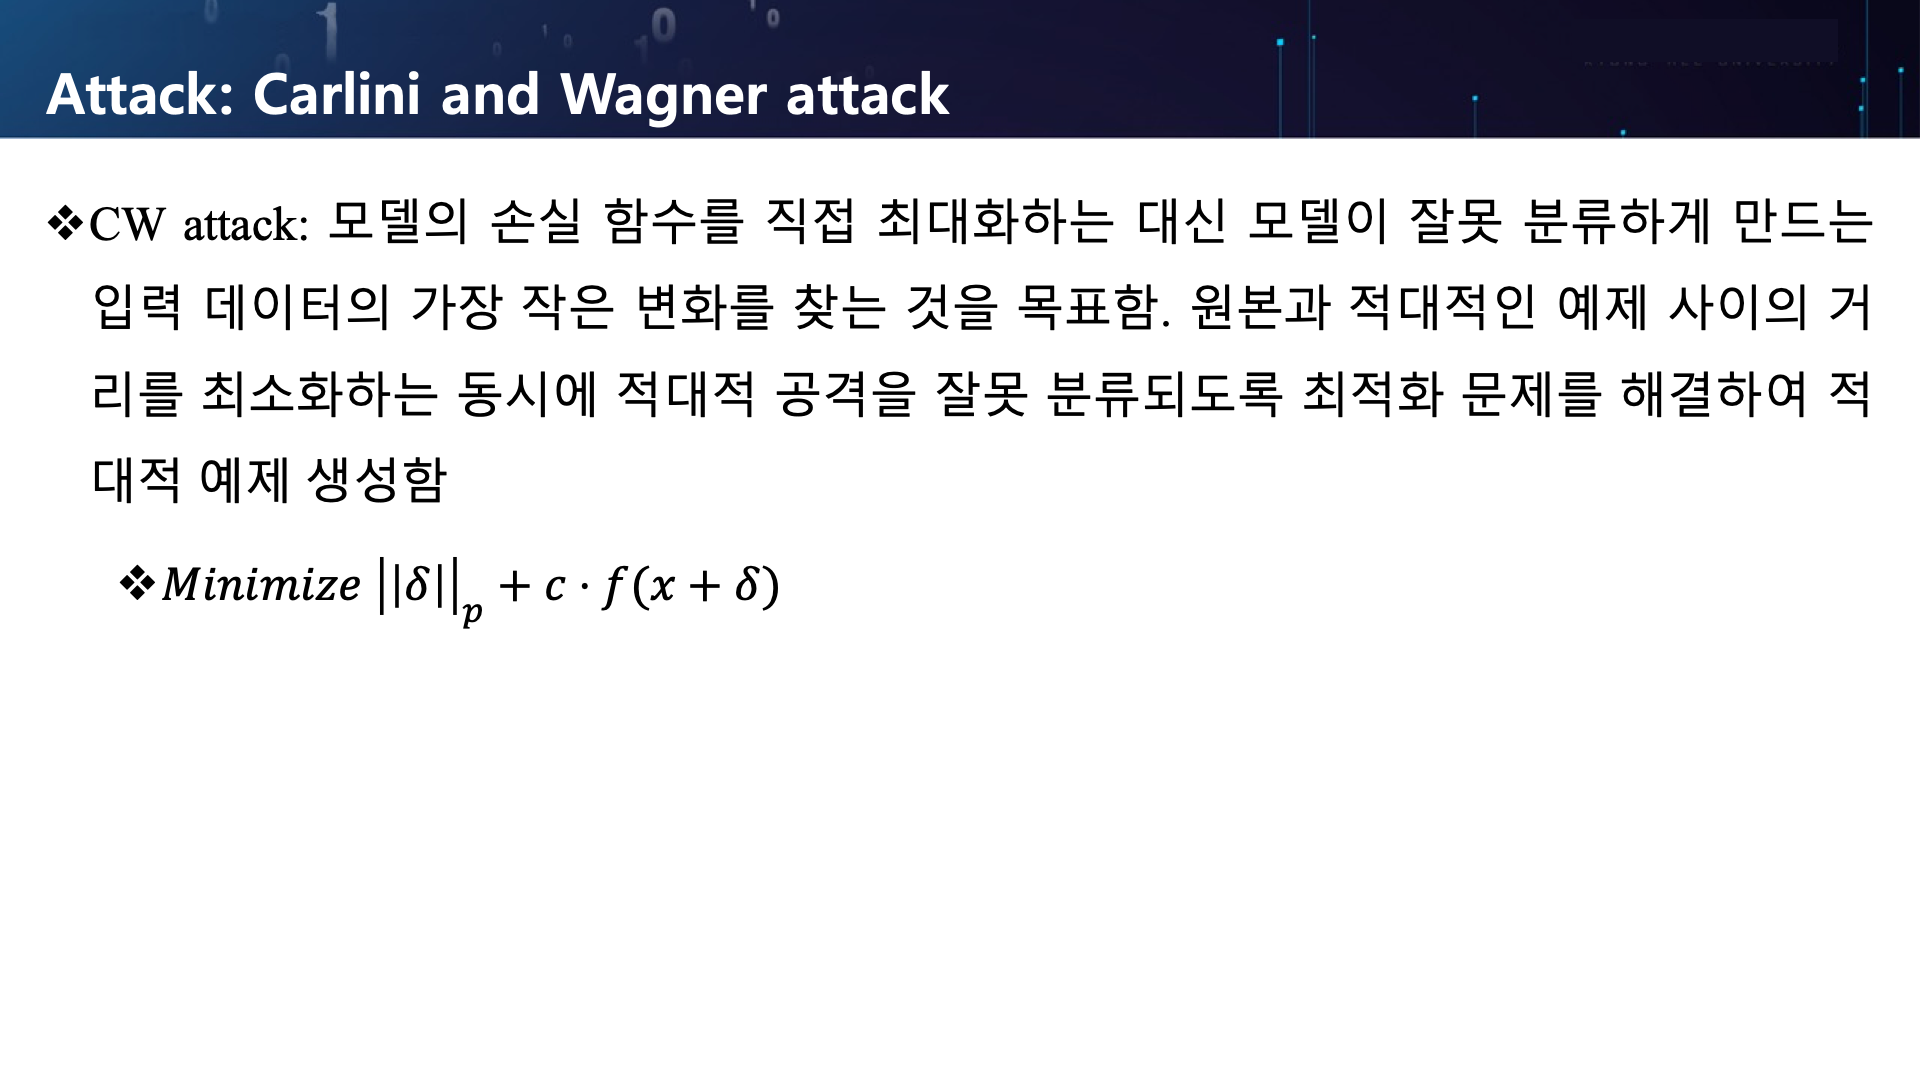 Attack: Carlini and Wagner attack
❖CW attack: 모델의 손실 함수를 직접 최대화하는 대신 모델이 잘못 분류하게 만드는
입력 데이터의 가장 작은 변화를 찾는 것을 목표함. 원본과 적대적인 예제 사이의 거
리를 최소화하는 동시에 적대적 공격을 잘못 분류되도록 최적화 문제를 해결하여 적
대적 예제 생성함
❖Minimize ||δ||_p + c · f(x + δ)